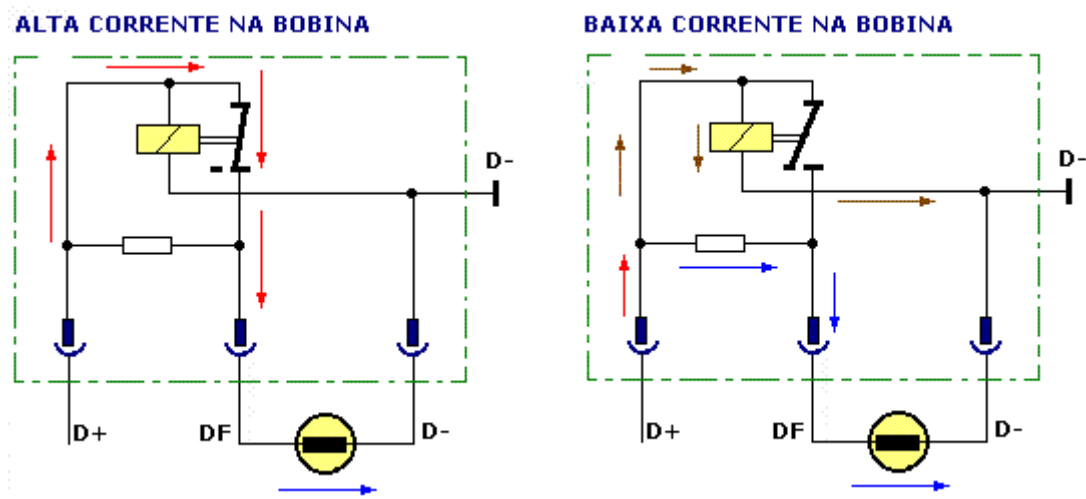 ALTA CORRENTE NA BOBINA
D-
D+
DF
D-
BAIXA CORRENTE NA BOBINA
D-
D+
DF
D-